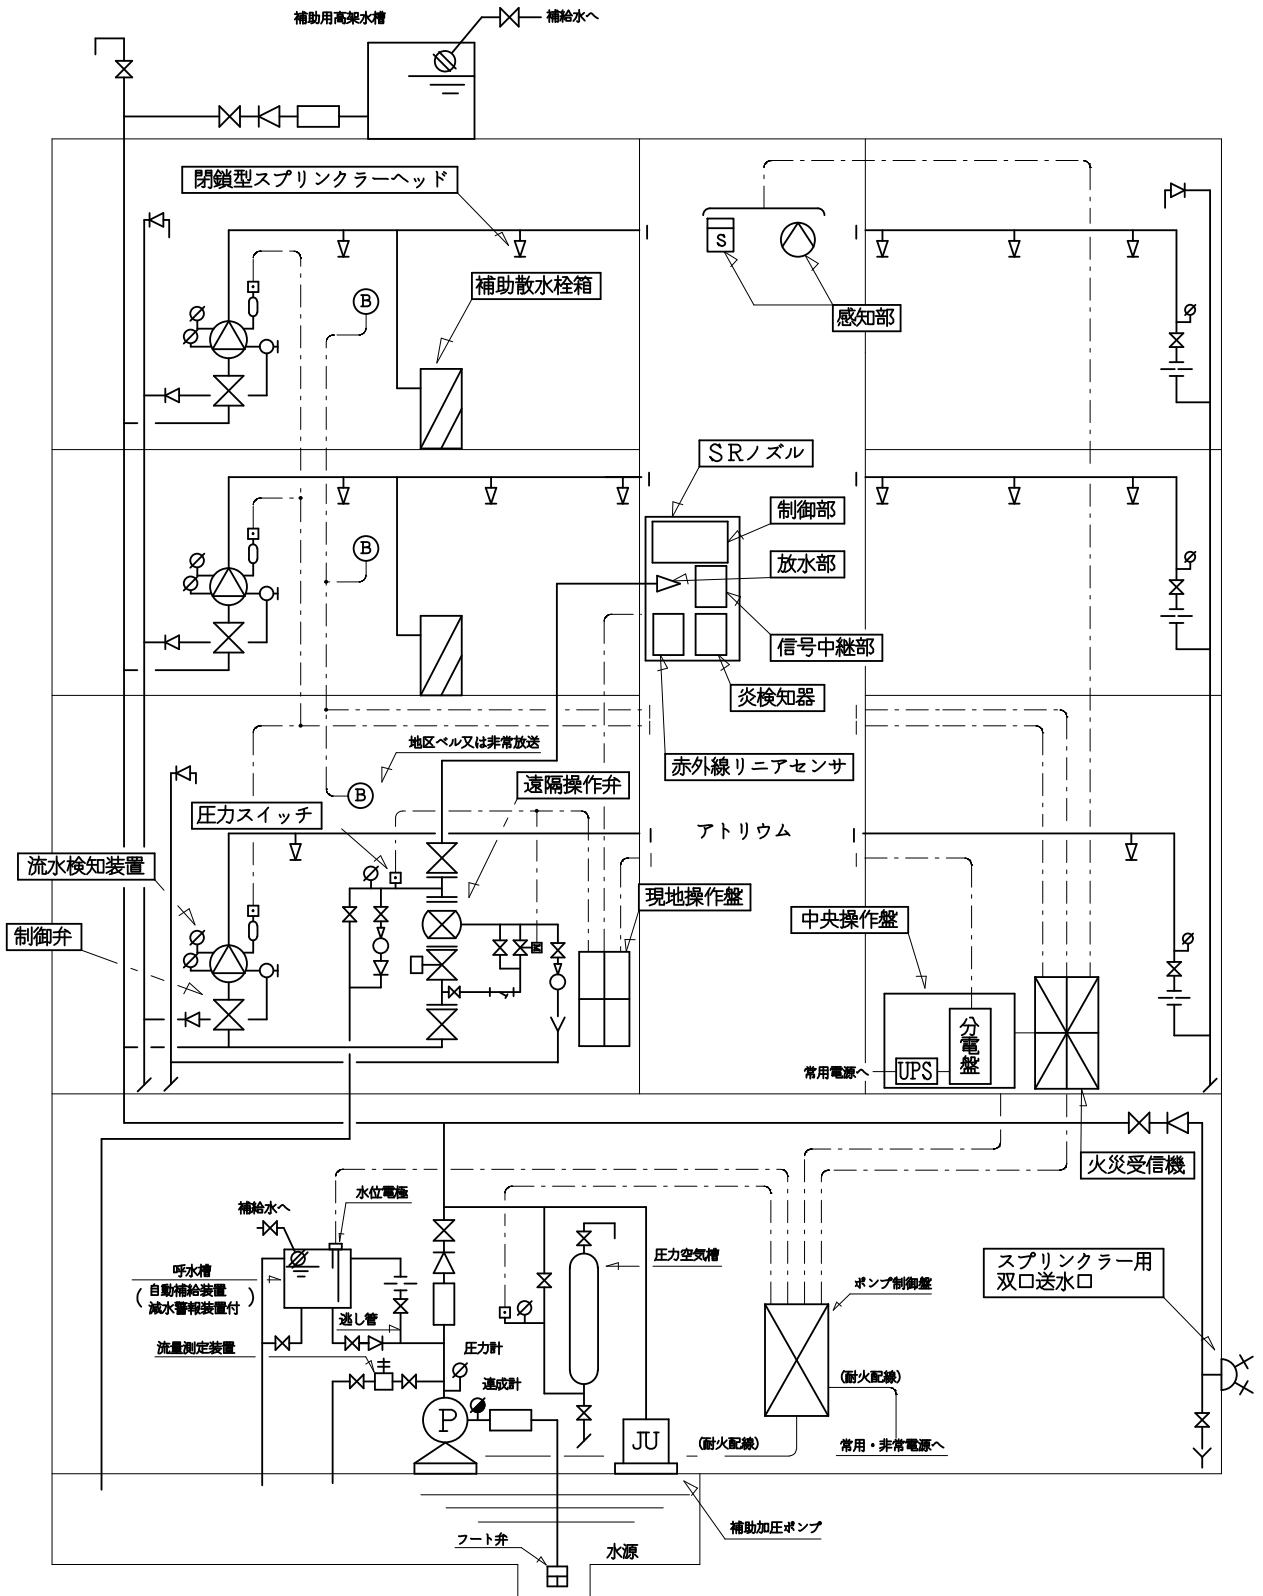 補助用高架水槽
補給水へ
閉鎖型スプリンクラーヘッド
S
補助散水栓箱
B
感知部
SRノズル
制御部
B
放水部
信号中継部
炎検知器
地区ベル又は非常放送
赤外線リニアセンサ
遠隔操作弁
B
圧力スイッチ
アトリウム
流水検知装置
現地操作盤
中央操作盤
制御弁
分電盤
常用電源へ
UPS
火災受信機
水位電極
補給水へ
呼水槽
(自動補給装置
減水警報装置付)
圧力空気槽
スプリンクラー用
双口送水口
ポンプ制御盤
逃し管
流量測定装置
圧力計
連成計
(耐火配線)
P
JU
(耐火配線)
常用・非常電源へ
補助加圧ポンプ
フート弁
水源